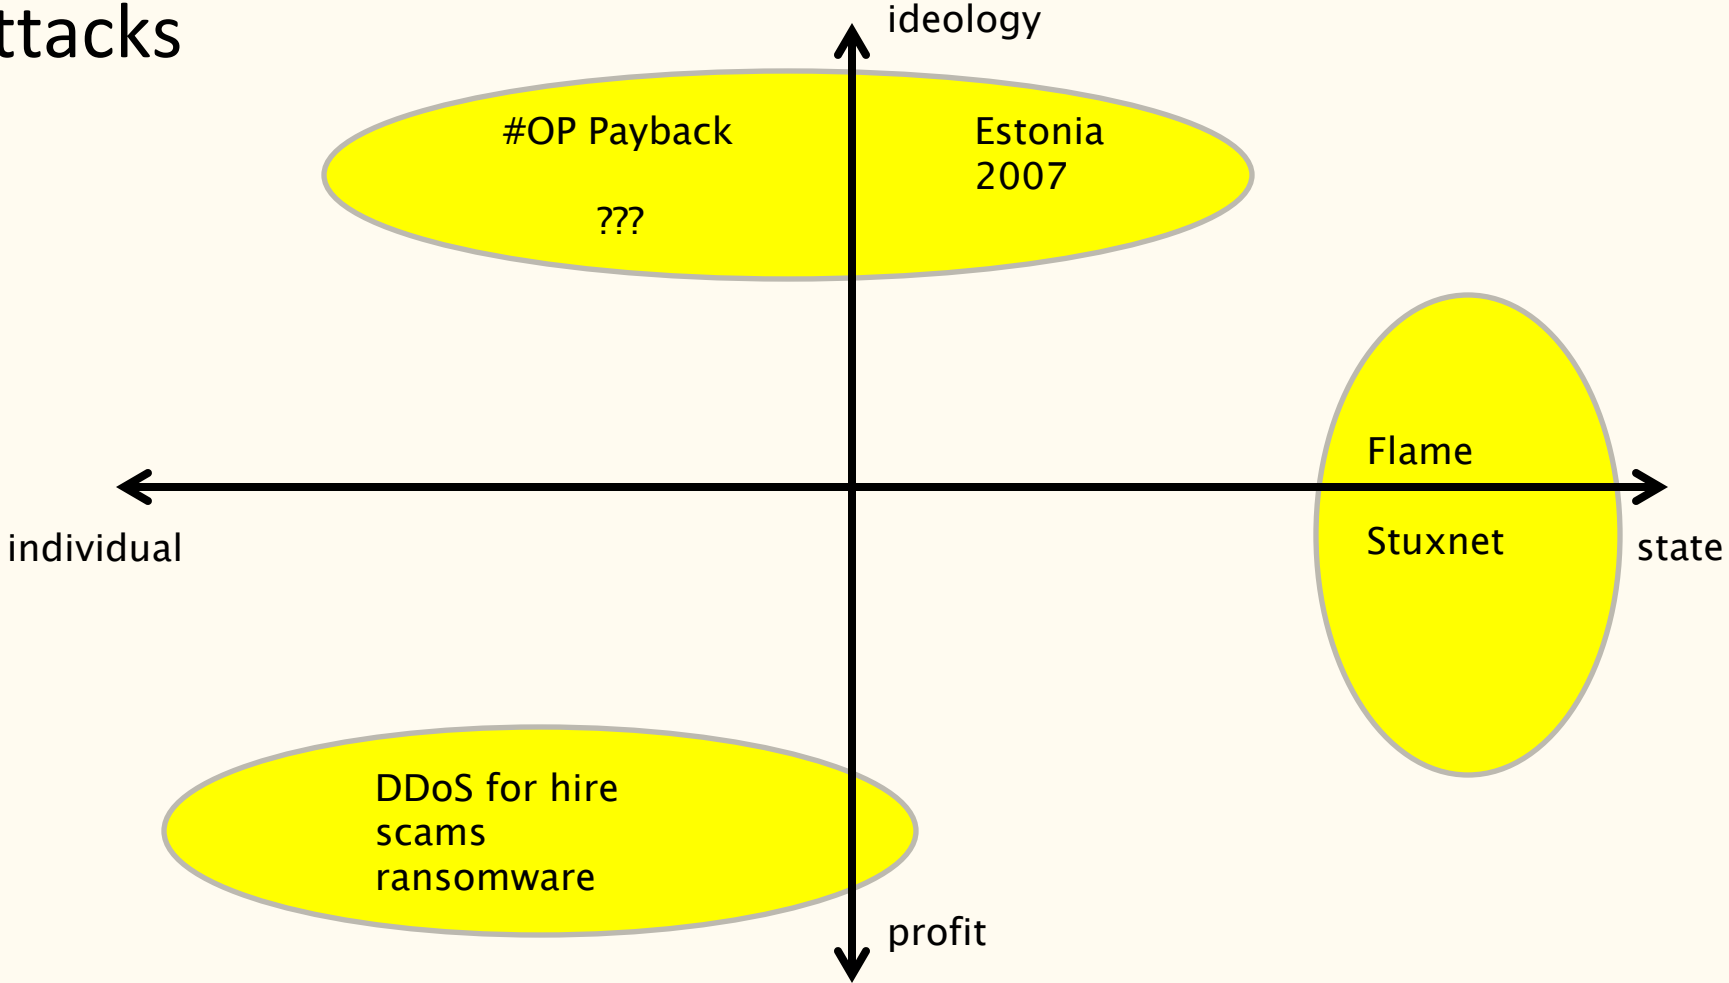 ttacks
ideology
#OP Payback
???
Estonia
2007
Flame
Stuxnet
individual
state
DDoS for hire
scams
ransomware
profit